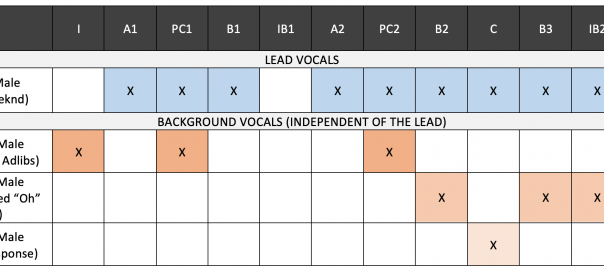 I A1 PC1 B1 IB1 A2 PC2 B2 C B3 IB2
LEAD VOCALS
Male
eknd)
X X X X X X X X X
BACKGROUND VOCALS (INDEPENDENT OF THE LEAD)
Male
Adlibs)
X X X
Male
ed “Oh”
)
X X X
Male
ponse)
X